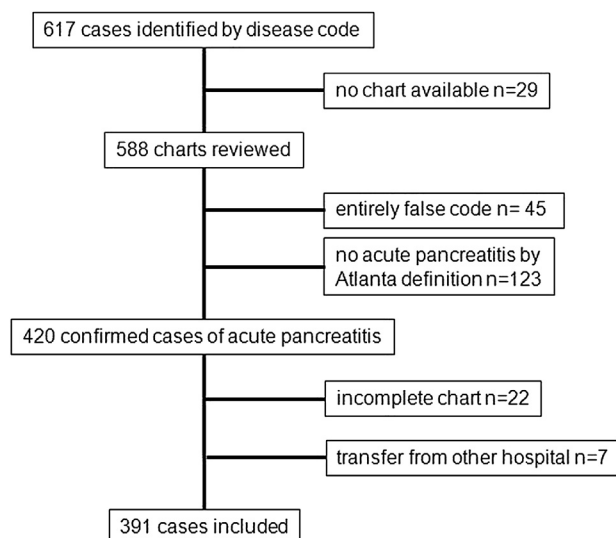 617 cases identified by disease code
no chart available n=29
588 charts reviewed
entirely false code n= 45
no acute pancreatitis by
Atlanta definition n=123
420 confirmed cases of acute pancreatitis
incomplete chart n=22
transfer from other hospital n=7
391 cases included